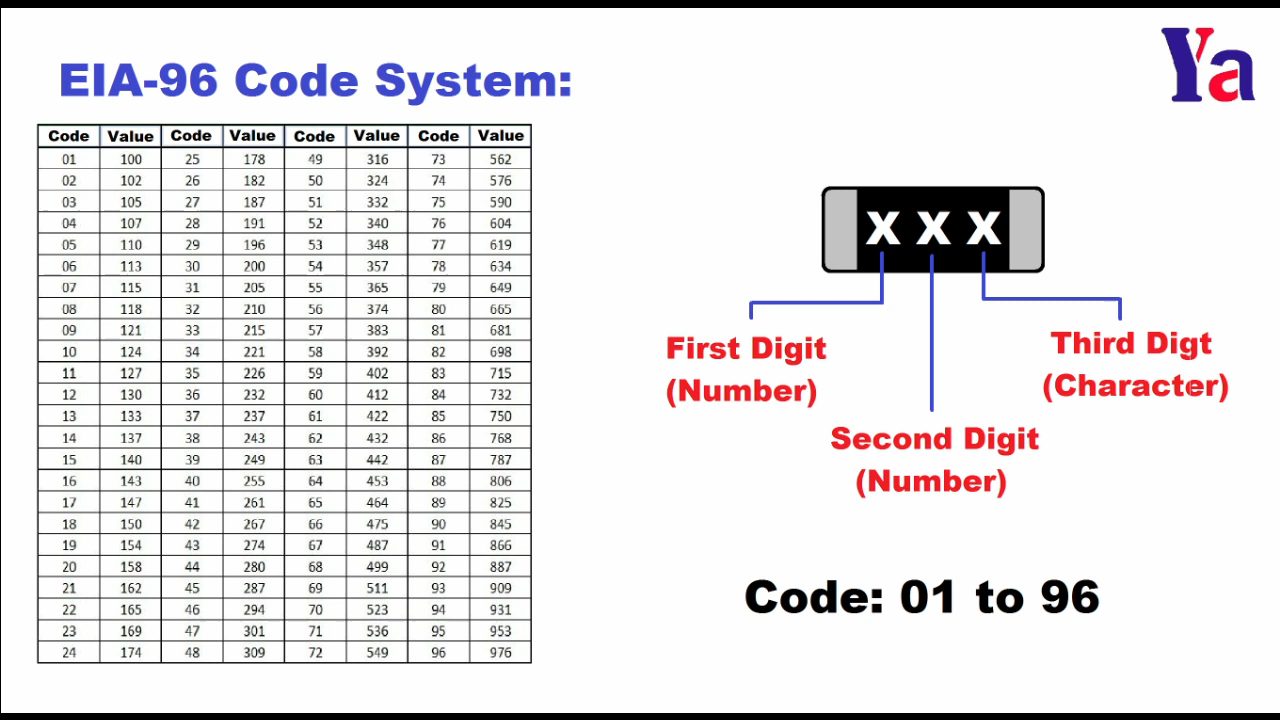 Ya
EIA-96 Code System:
Code Value Code Value Code Value Code Value
01 100 25 178 49 316 73 562
02 102 26 182 50 324 74 576
03 105 27 187 51 332 75 590
04 107 28 191 52 340 76 604
05 110 29 196 53 348 77 619
06 113 30 200 54 357 78 634
07 115 31 205 55 365 79 649
08 118 32 210 56 374 80 665
09 121 33 215 57 383 81 681
10 124 34 221 58 392 82 698
11 127 35 226 59 402 83 715
12 130 36 232 60 412 84 732
13 133 37 237 61 422 85 750
14 137 38 243 62 432 86 768
15 140 39 249 63 442 87 787
16 143 40 255 64 453 88 806
17 147 41 261 65 464 89 825
18 150 42 267 66 475 90 845
19 154 43 274 67 487 91 866
20 158 44 280 68 499 92 887
21 162 45 287 69 511 93 909
22 165 46 294 70 523 94 931
23 169 47 301 71 536 95 953
24 174 48 309 72 549 96 976
X X X
First Digit
(Number)
Second Digit
(Number)
Third Digt
(Character)
Code: 01 to 96